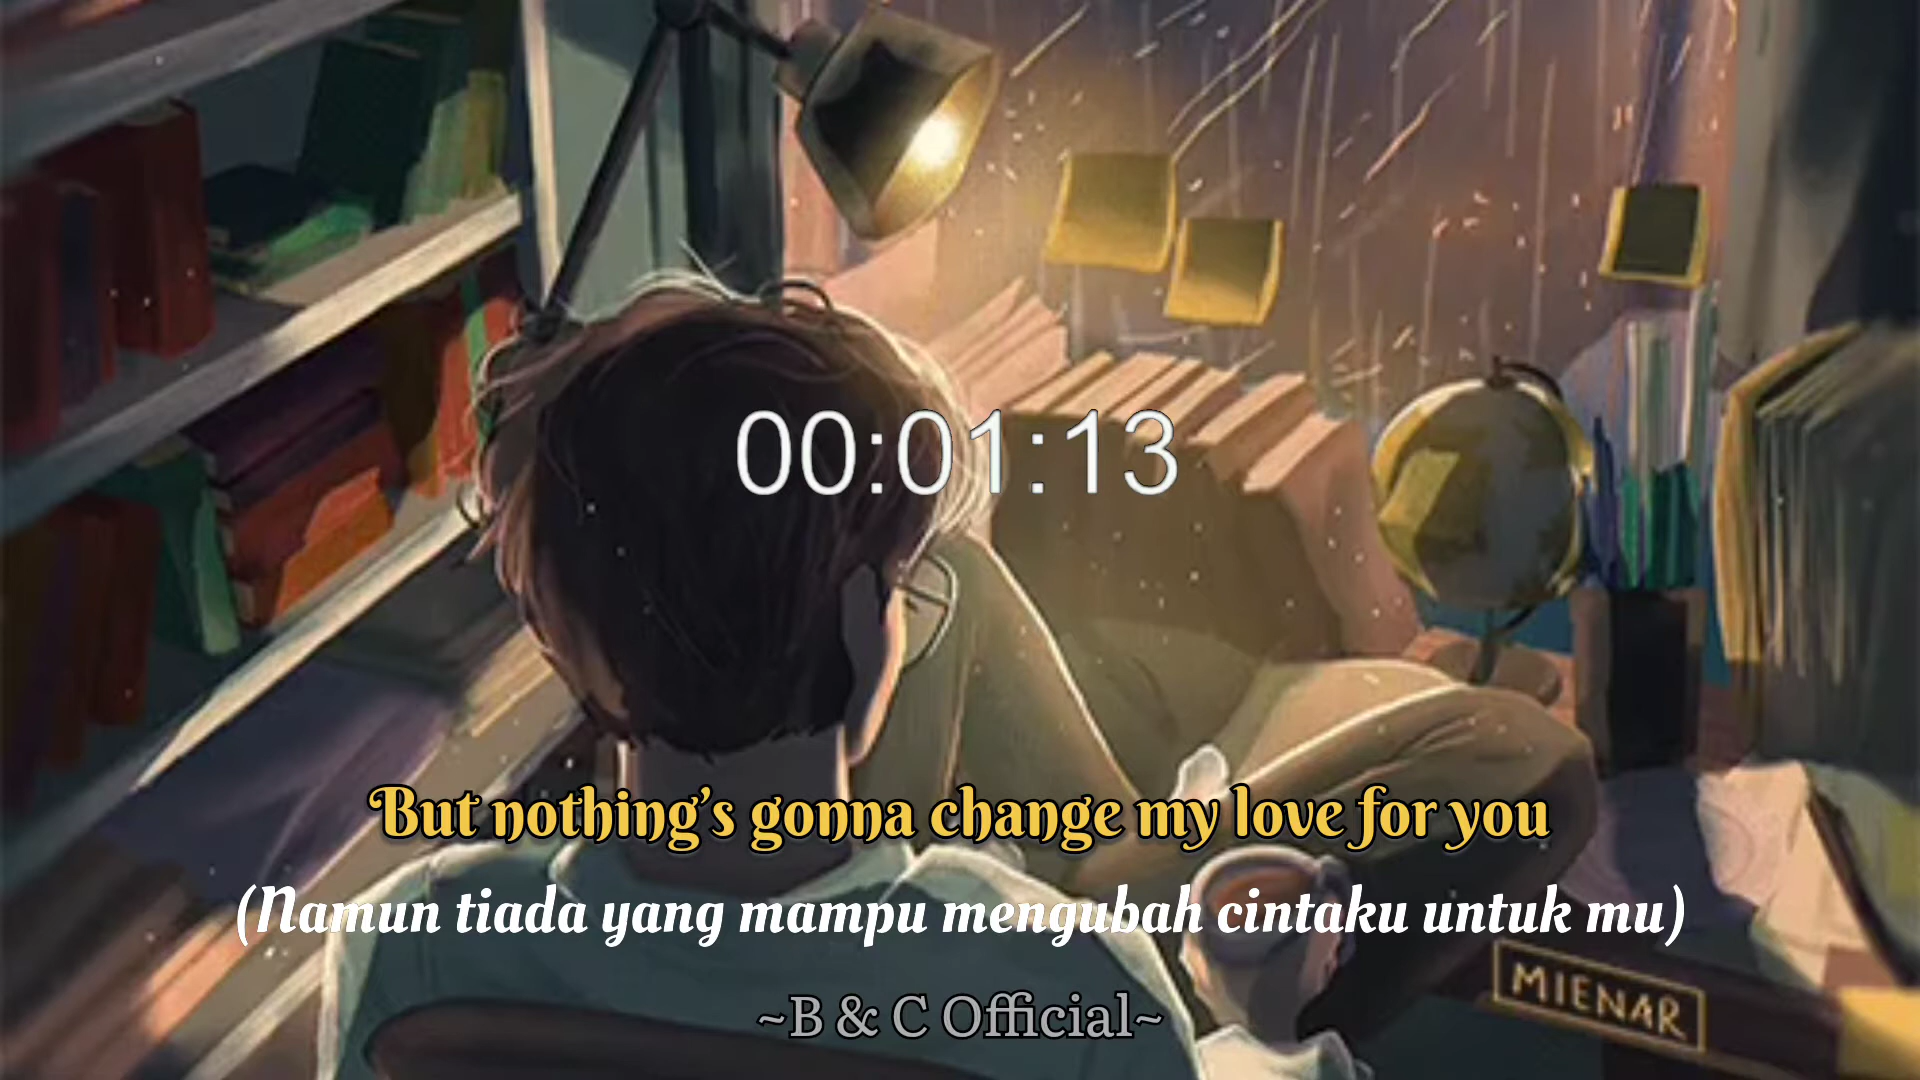 00:01:13
But nothing's gonna change my love for you
(Namun tiada yang mampu mengubah cintaku untuk mu)
~B & C Official~
MIENAR